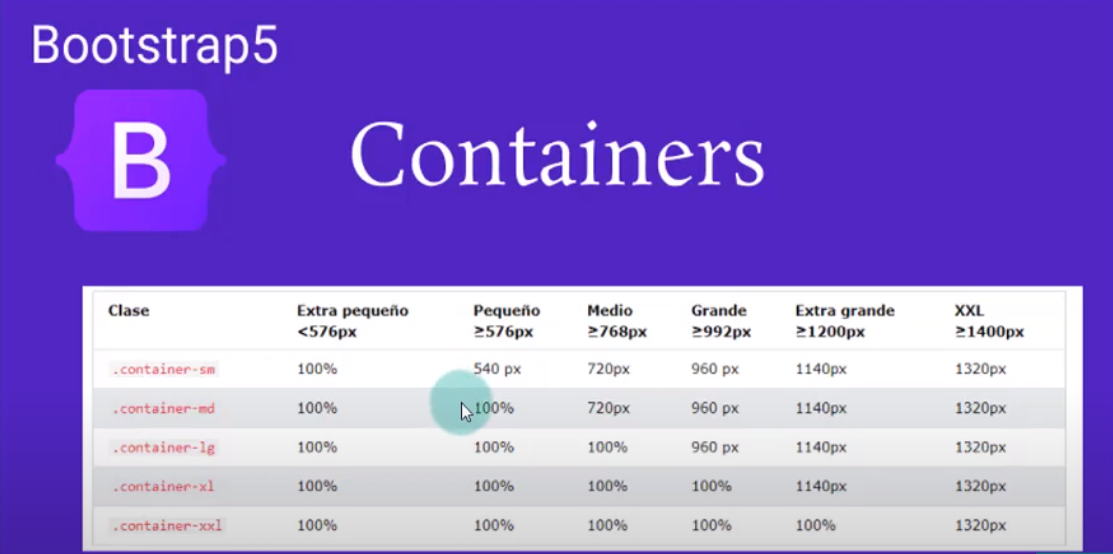 Bootstrap5
B
Containers
Clase Extra pequeño Pequeño Medio Grande Extra grande XXL
<576px ≥576px ≥768px ≥992px ≥1200px ≥1400px
.container-sm 100% 540 px 720px 960 px 1140px 1320px
.container-md 100% 100% 720px 960 px 1140px 1320px
.container-lg 100% 100% 100% 960 px 1140px 1320px
.container-xl 100% 100% 100% 100% 1140px 1320px
.container-xxl 100% 100% 100% 100% 100% 1320px